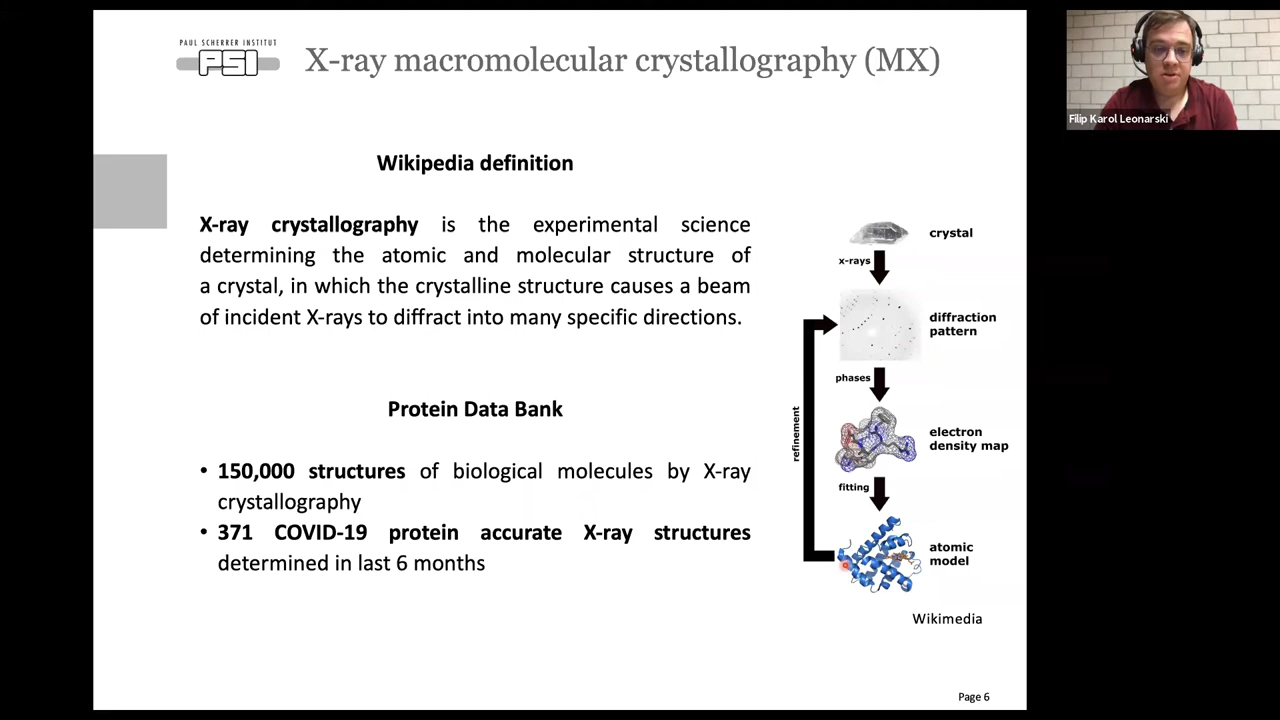 PAUL SCHERRER INSTITUT
PSI
X-ray macromolecular crystallography (MX)
Filip Karol Leonarski
Wikipedia definition
X-ray crystallography is the experimental science
determining the atomic and molecular structure of
a crystal, in which the crystalline structure causes a beam
of incident X-rays to diffract into many specific directions.
Protein Data Bank
• 150,000 structures of biological molecules by X-ray
crystallography
• 371 COVID-19 protein accurate X-ray structures
determined in last 6 months
crystal
x-rays
diffraction
pattern
phases
refinement
electron
density map
fitting
atomic
model
Wikimedia
Page 6